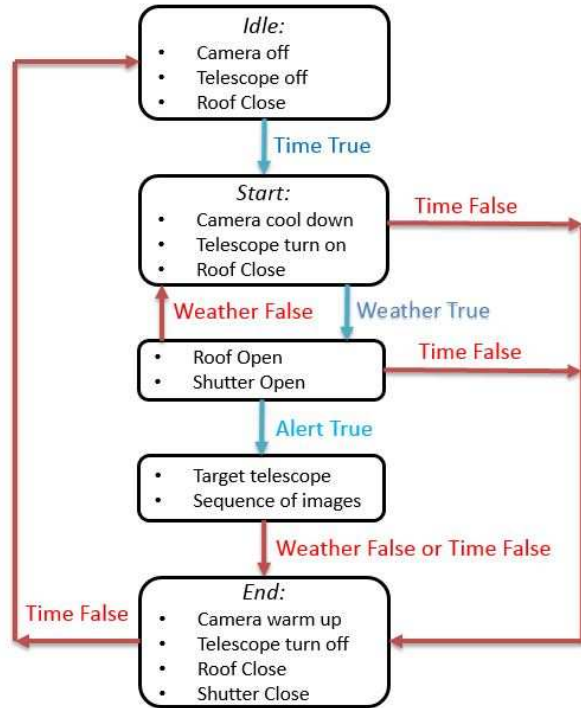 Idle:
• Camera off
• Telescope off
• Roof Close
Time True
Start:
• Camera cool down
• Telescope turn on
• Roof Close
Time False
Weather False
Weather True
• Roof Open
• Shutter Open
Time False
Alert True
• Target telescope
• Sequence of images
Weather False or Time False
End:
• Camera warm up
• Telescope turn off
• Roof Close
• Shutter Close
Time False